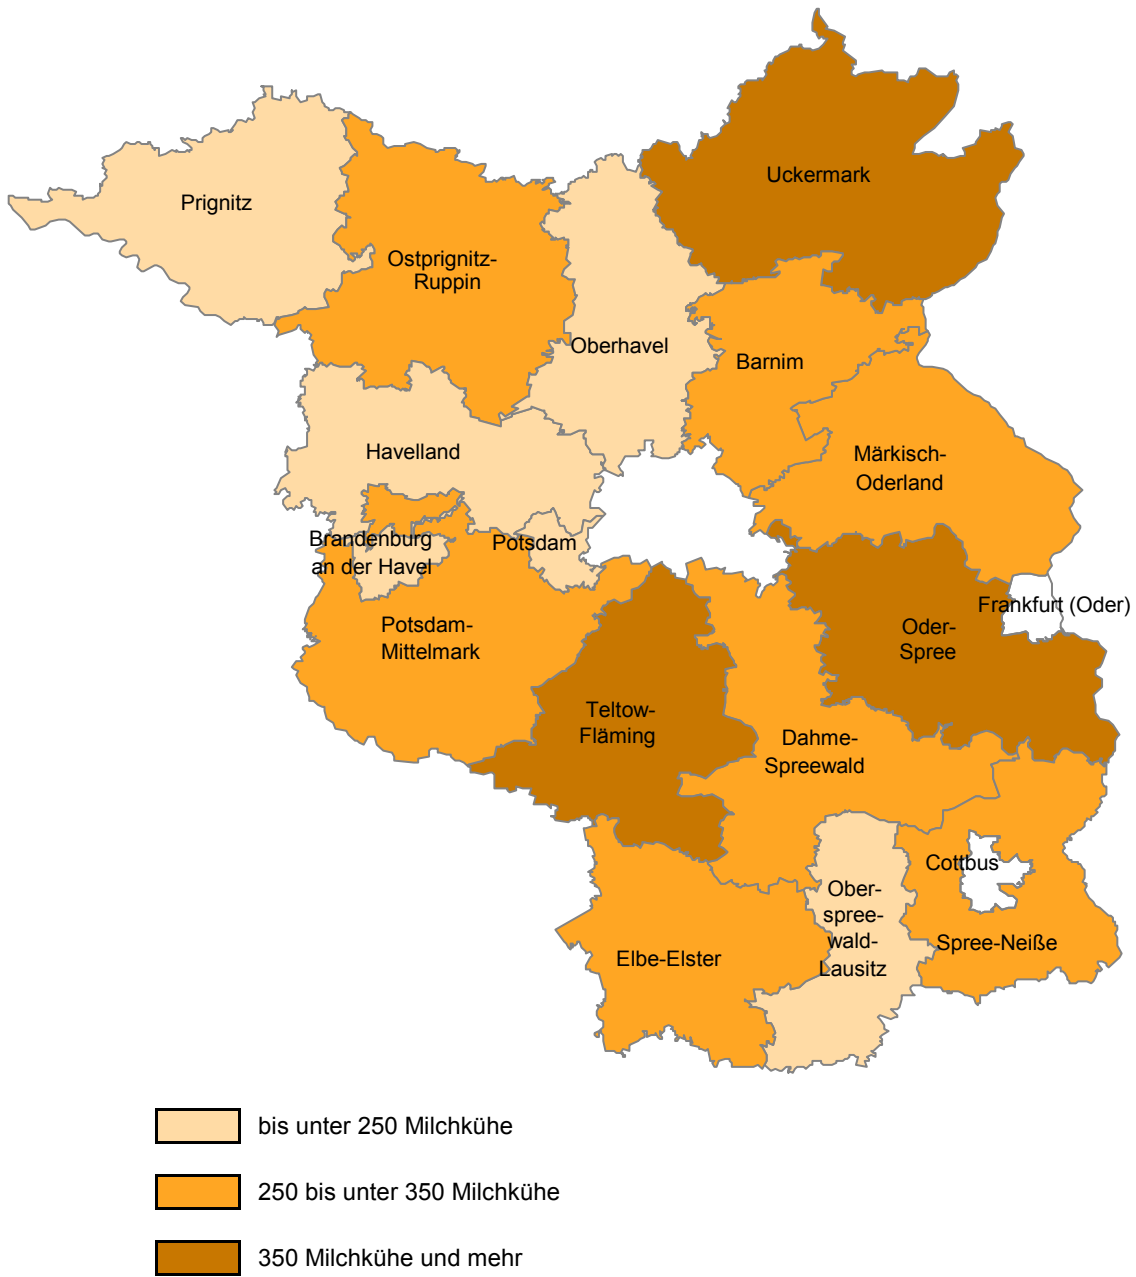 Uckermark
Prignitz
Ostprignitz-
Ruppin
Oberhavel
Barnim
Havelland
Märkisch-
Oderland
Brandenburg
an der Havel
Potsdam
Frankfurt (Oder)
Potsdam-
Mittelmark
Oder-
Spree
Teltow-
Fläming
Dahme-
Spreewald
Cottbus
Ober-
spree-
wald-
Lausitz
Spree-Neiße
Elbe-Elster
bis unter 250 Milchkühe
250 bis unter 350 Milchkühe
350 Milchkühe und mehr